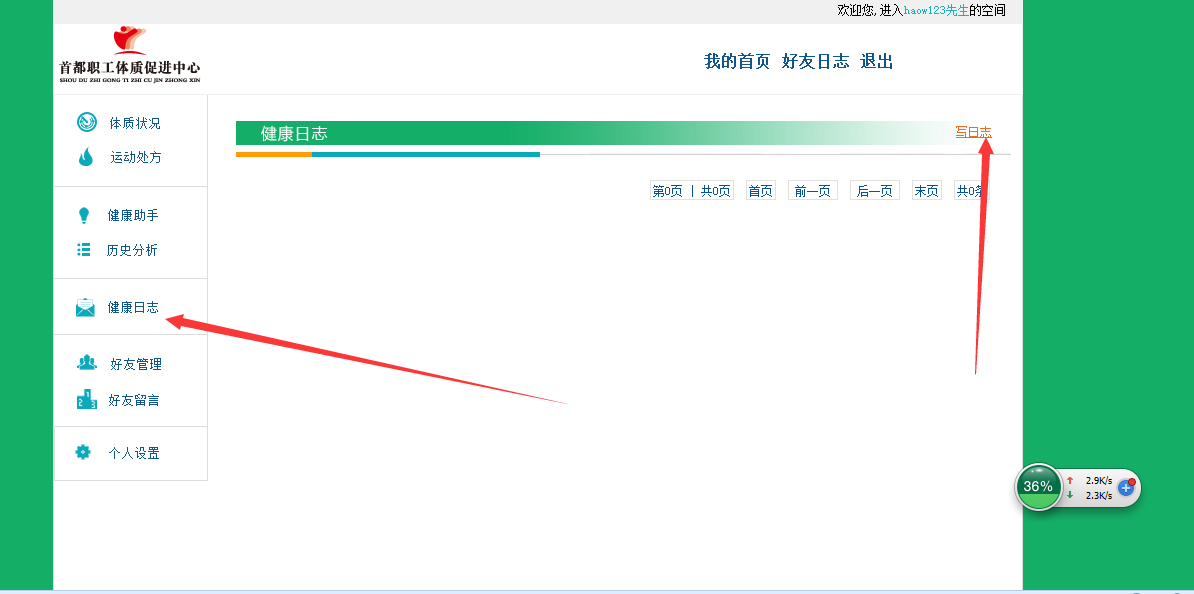 欢迎您, 进入haow123先生的空间
首都职工体质促进中心
SHOU DU ZHI GONG TI ZHI CU JIN ZHONG XIN
我的首页 好友日志 退出
体质状况
运动处方
健康助手
历史分析
健康日志
好友管理
好友留言
个人设置
健康日志
写日志
第0页 | 共0页 首页 前一页 后一页 末页 共0条
36%
2.9K/s
2.3K/s